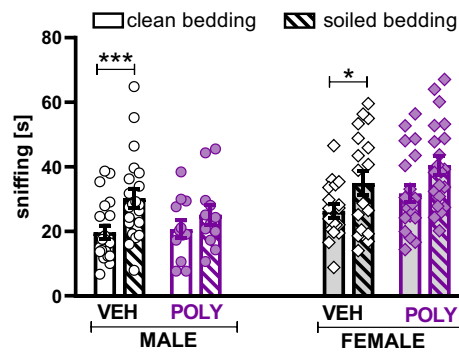 clean bedding soiled bedding
80
60
40
20
0
sniffing [s]
***
*
VEH POLY VEH POLY
MALE FEMALE